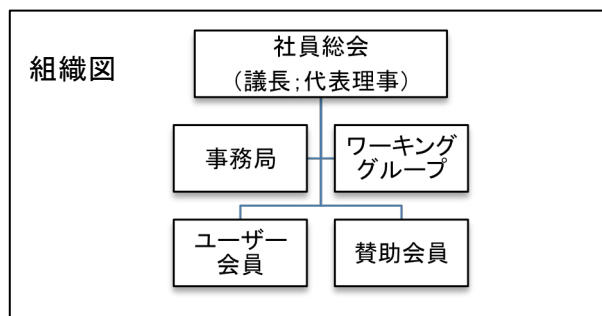 組織図
社員総会
（議長；代表理事）
事務局
ワーキング
グループ
ユーザー
会員
賛助会員